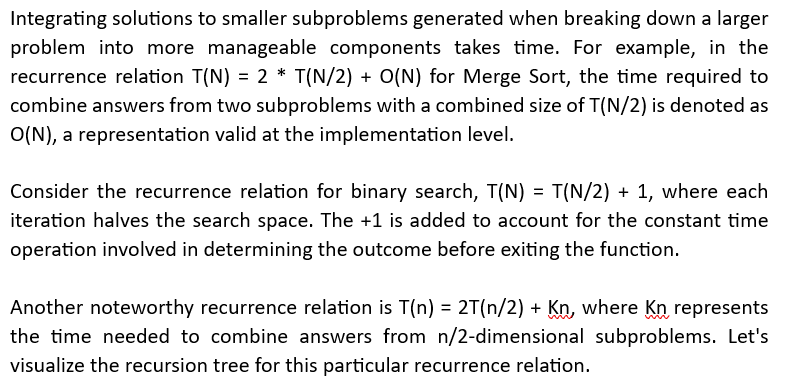 Integrating solutions to smaller subproblems generated when breaking down a larger
problem into more manageable components takes time. For example, in the
recurrence relation T(N) = 2 * T(N/2) + O(N) for Merge Sort, the time required to
combine answers from two subproblems with a combined size of T(N/2) is denoted as
O(N), a representation valid at the implementation level.
Consider the recurrence relation for binary search, T(N) = T(N/2) + 1, where each
iteration halves the search space. The +1 is added to account for the constant time
operation involved in determining the outcome before exiting the function.
Another noteworthy recurrence relation is T(n) = 2T(n/2) + Kn, where Kn represents
the time needed to combine answers from n/2-dimensional subproblems. Let's
visualize the recursion tree for this particular recurrence relation.